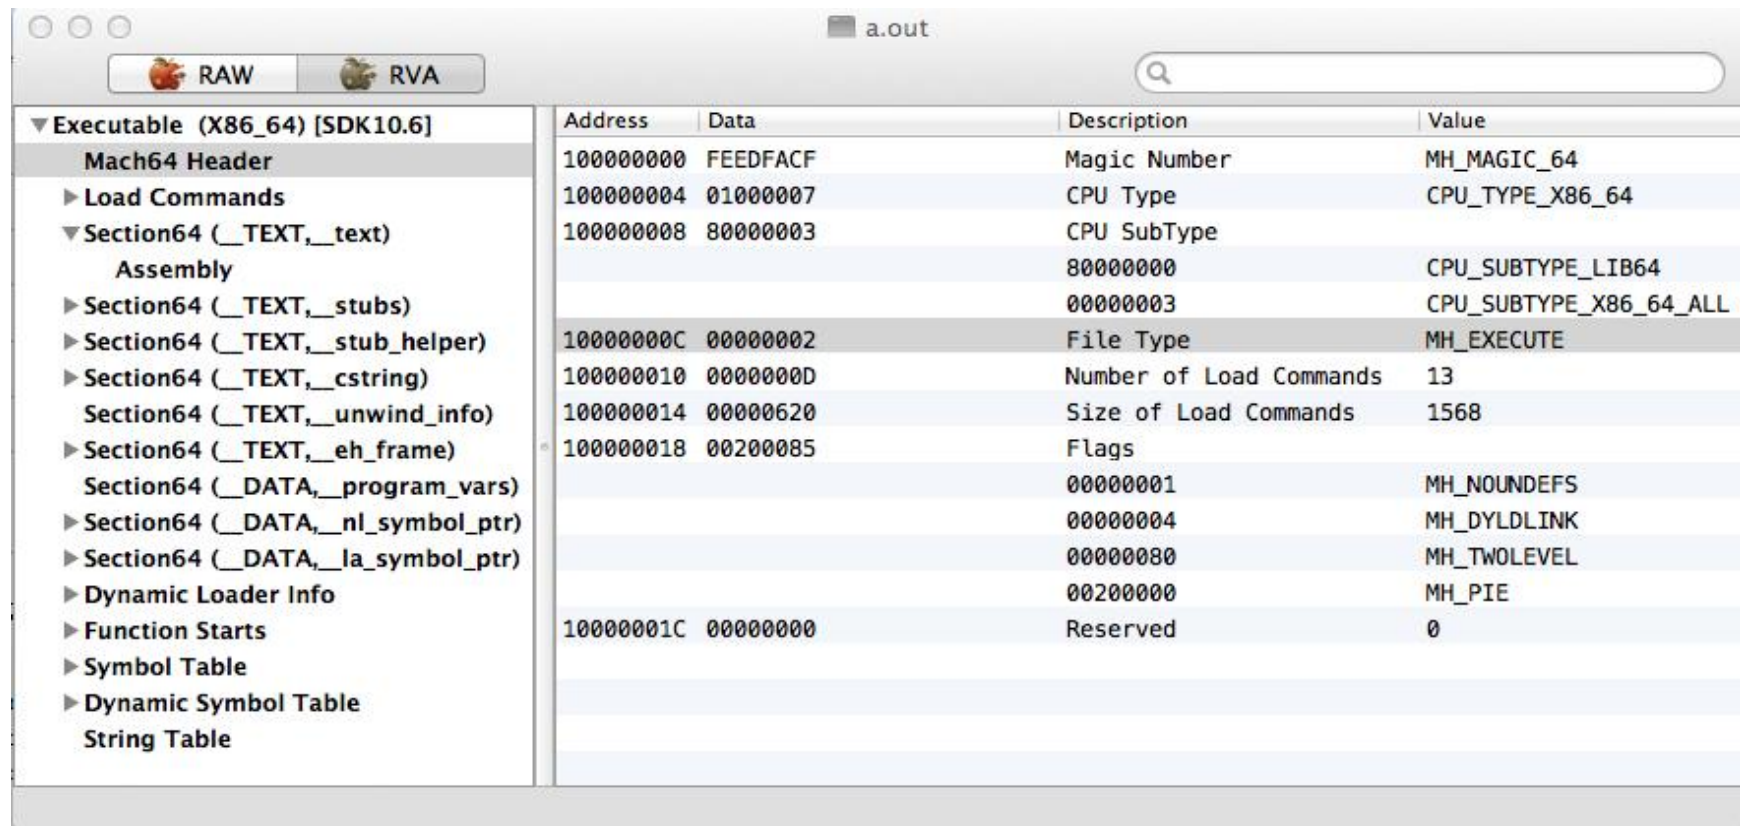 a.out
RAW RVA
Executable (X86_64) [SDK10.6]
Mach64 Header
Load Commands
Section64 (__TEXT,__text)
Assembly
Section64 (__TEXT,__stubs)
Section64 (__TEXT,__stub_helper)
Section64 (__TEXT,__cstring)
Section64 (__TEXT,__unwind_info)
Section64 (__TEXT,__eh_frame)
Section64 (__DATA,__program_vars)
Section64 (__DATA,__nl_symbol_ptr)
Section64 (__DATA,__la_symbol_ptr)
Dynamic Loader Info
Function Starts
Symbol Table
Dynamic Symbol Table
String Table
Address Data Description Value
100000000 FEEDFACF Magic Number MH_MAGIC_64
100000004 01000007 CPU Type CPU_TYPE_X86_64
100000008 80000003 CPU SubType
80000000 CPU_SUBTYPE_LIB64
00000003 CPU_SUBTYPE_X86_64_ALL
10000000C 00000002 File Type MH_EXECUTE
100000010 0000000D Number of Load Commands 13
100000014 00000620 Size of Load Commands 1568
100000018 00200085 Flags
00000001 MH_NOUNDEFS
00000004 MH_DYLDLINK
00000080 MH_TWOLEVEL
00200000 MH_PIE
10000001C 00000000 Reserved 0